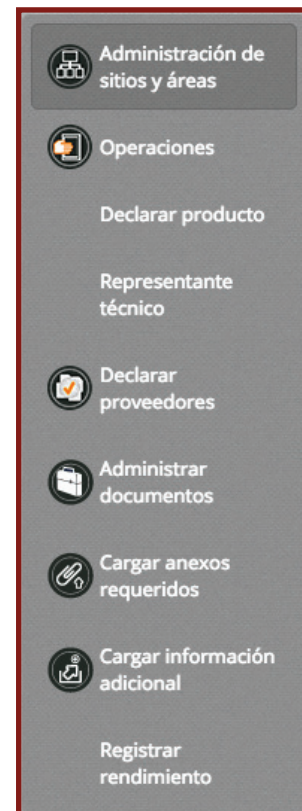 Administración de
sitios y áreas
Operaciones
Declarar producto
Representante
técnico
Declarar
proveedores
Administrar
documentos
Cargar anexos
requeridos
Cargar información
adicional
Registrar
rendimiento